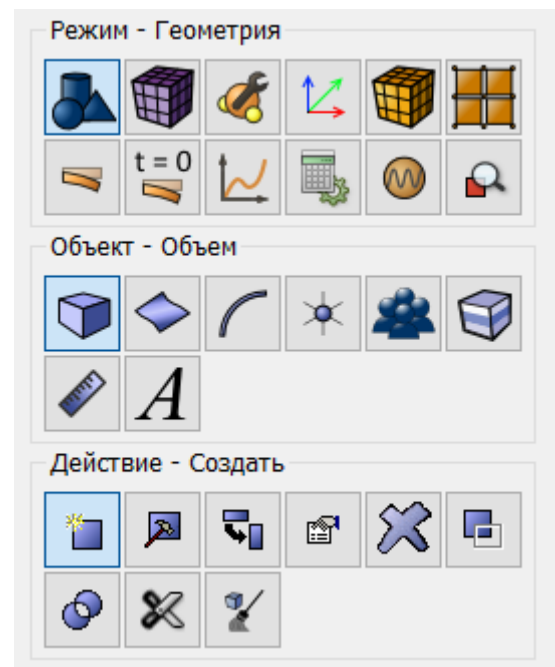 Режим - Геометрия
t = 0
Объект - Объем
A
Действие - Создать